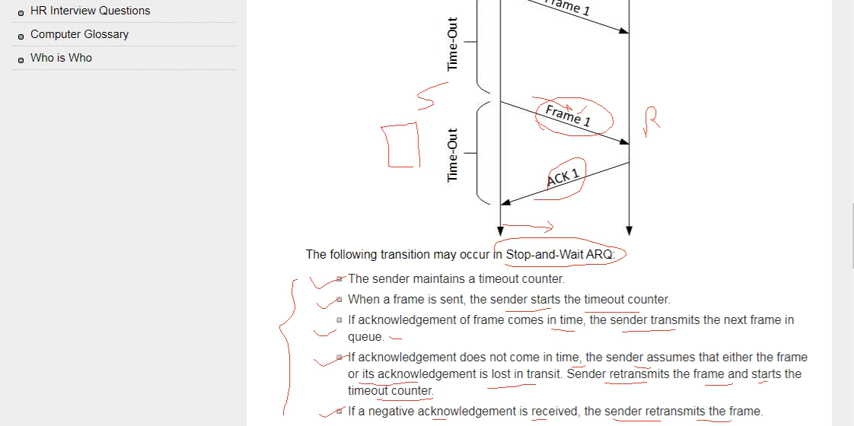 HR Interview Questions
Computer Glossary
Who is Who
Frame 1
Time-Out
S
Frame 1
R
Time-Out
ACK 1
The following transition may occur in Stop-and-Wait ARQ:
The sender maintains a timeout counter.
When a frame is sent, the sender starts the timeout counter.
If acknowledgement of frame comes in time, the sender transmits the next frame in
queue.
If acknowledgement does not come in time, the sender assumes that either the frame
or its acknowledgement is lost in transit. Sender retransmits the frame and starts the
timeout counter.
If a negative acknowledgement is received, the sender retransmits the frame.